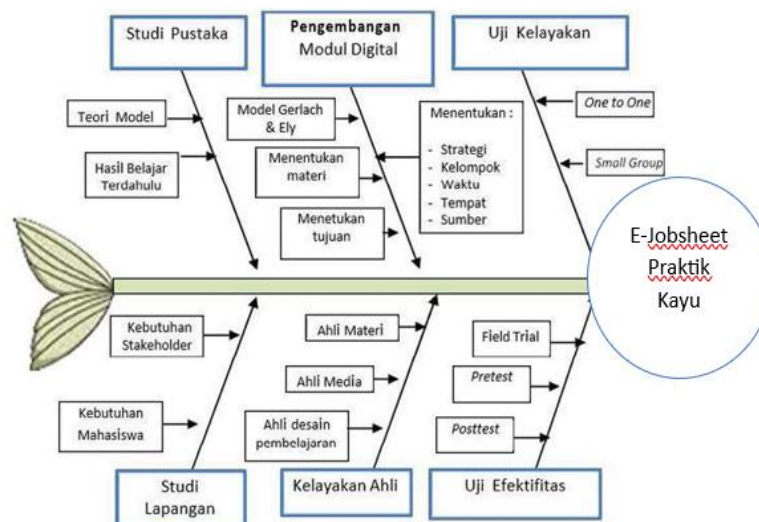 Studi Pustaka
Pengembangan
Modul Digital
Uji Kelayakan
Teori Model
Hasil Belajar
Terdahulu
Model Gerlach
& Ely
Menentukan
materi
Menetukan
tujuan
Menentukan :
- Strategi
- Kelompok
- Waktu
- Tempat
- Sumber
One to One
Small Group
E-Jobsheet
Praktik
Kayu
Kebutuhan
Stakeholder
Kebutuhan
Mahasiswa
Ahli Materi
Ahli Media
Ahli desain
pembelajaran
Field Trial
Pretest
Posttest
Studi
Lapangan
Kelayakan Ahli
Uji Efektifitas